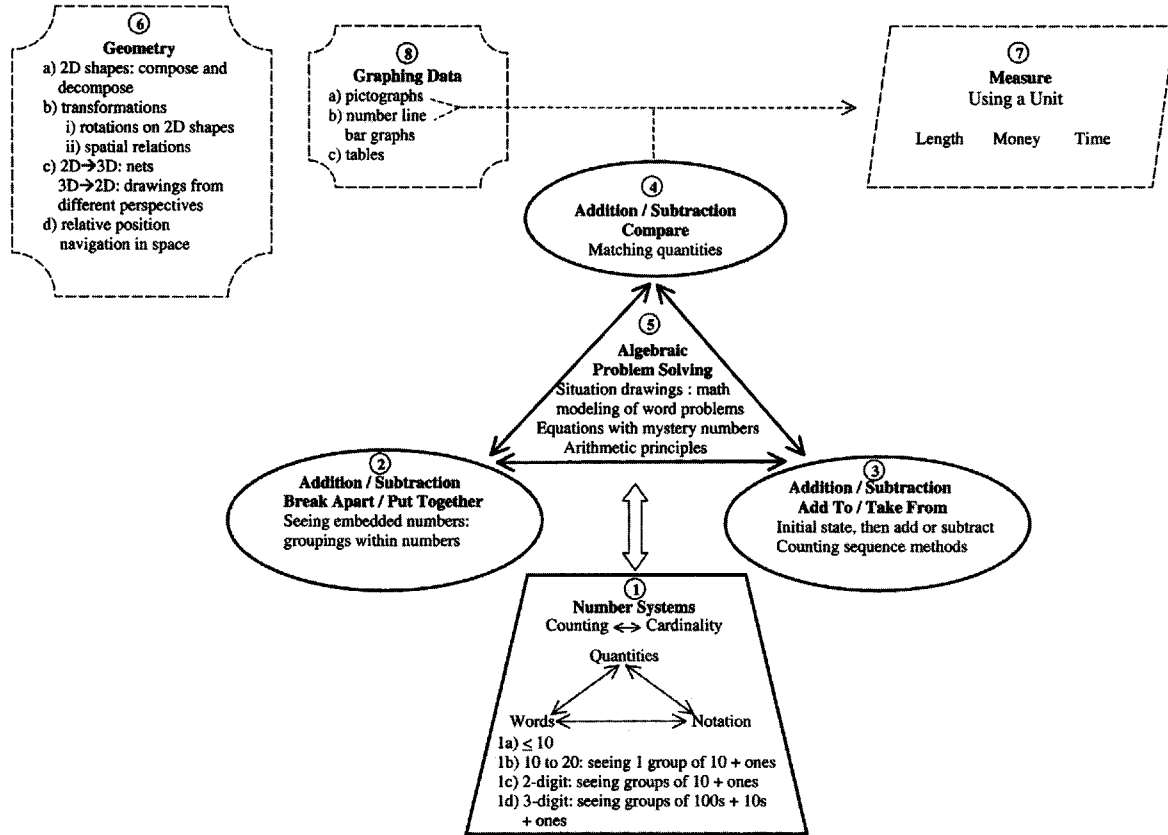 ⑥
Geometry
a) 2D shapes: compose and
decompose
b) transformations
i) rotations on 2D shapes
ii) spatial relations
c) 2D→3D: nets
3D→2D: drawings from
different perspectives
d) relative position
navigation in space
⑧
Graphing Data
a) pictographs
b) number line
bar graphs
c) tables
⑦
Measure
Using a Unit
Length Money Time
④
Addition / Subtraction
Compare
Matching quantities
⑤
Algebraic
Problem Solving
Situation drawings : math
modeling of word problems
Equations with mystery numbers
Arithmetic principles
②
Addition / Subtraction
Break Apart / Put Together
Seeing embedded numbers:
groupings within numbers
③
Addition / Subtraction
Add To / Take From
Initial state, then add or subtract
Counting sequence methods
①
Number Systems
Counting ↔ Cardinality
Quantities
Words Notation
1a) ≤ 10
1b) 10 to 20: seeing 1 group of 10 + ones
1c) 2-digit: seeing groups of 10 + ones
1d) 3-digit: seeing groups of 100s + 10s
+ ones